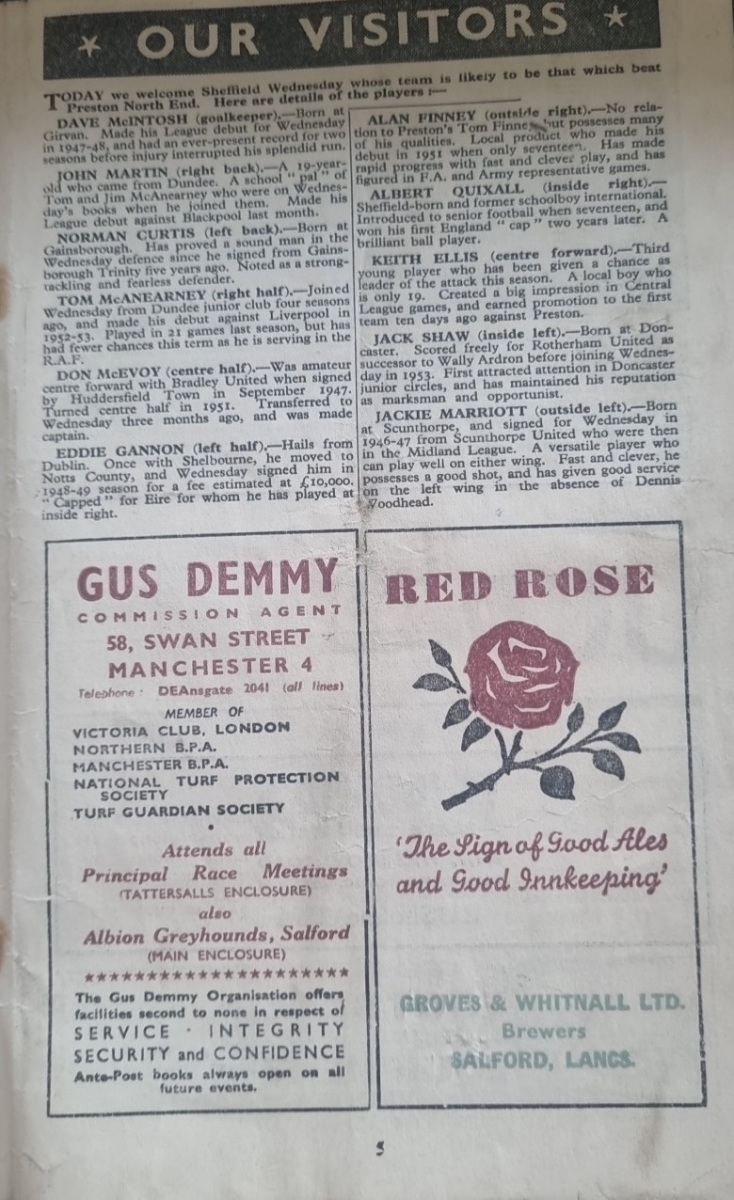 ★ OUR VISITORS ★
TODAY we welcome Sheffield Wednesday whose team is likely to be that which beat
Preston North End. Here are details of the players :—
DAVE McINTOSH (goalkeeper).—Born at
Girvan. Made his League debut for Wednesday
in 1947-48, and had an ever-present record for two
seasons before injury interrupted his splendid run.
JOHN MARTIN (right back).—A 19-year-
old who came from Dundee. A school "pal" of
Tom and Jim McAnearney who were on Wednes-
day's books when he joined them. Made his
League debut against Blackpool last month.
NORMAN CURTIS (left back).—Born at
Gainsborough. Has proved a sound man in the
Wednesday defence since he signed from Gains-
borough Trinity five years ago. Noted as a strong-
tackling and fearless defender.
TOM McANEARNEY (right half).—Joined
Wednesday from Dundee junior club four seasons
ago, and made his debut against Liverpool in
1952-53. Played in 21 games last season, but has
had fewer chances this term as he is serving in the
R.A.F.
DON McEVOY (centre half).—Was amateur
centre forward with Bradley United when signed
by Huddersfield Town in September 1947.
Turned centre half in 1951. Transferred to
Wednesday three months ago, and was made
captain.
EDDIE GANNON (left half).—Hails from
Dublin. Once with Shelbourne, he moved to
Notts County, and Wednesday signed him in
1948-49 season for a fee estimated at £10,000.
"Capped" for Eire for whom he has played at
inside right.
ALAN FINNEY (outside right).—No rela-
tion to Preston's Tom Finney but possesses many
of his qualities. Local product who made his
debut in 1951 when only seventeen. Has made
rapid progress with fast and clever play, and has
figured in F.A. and Army representative games.
ALBERT QUIXALL (inside right).—
Sheffield-born and former schoolboy international.
Introduced to senior football when seventeen, and
won his first England "cap" two years later. A
brilliant ball player.
KEITH ELLIS (centre forward).—Third
young player who has been given a chance as
leader of the attack this season. A local boy who
is only 19. Created a big impression in Central
League games, and earned promotion to the first
team ten days ago against Preston.
JACK SHAW (inside left).—Born at Don-
caster. Scored freely for Rotherham United as
successor to Wally Ardron before joining Wednes-
day in 1953. First attracted attention in Doncaster
junior circles, and has maintained his reputation
as marksman and opportunist.
JACKIE MARRIOTT (outside left).—Born
at Scunthorpe, and signed for Wednesday in
1946-47 from Scunthorpe United who were then
in the Midland League. A versatile player who
can play well on either wing. Fast and clever, he
possesses a good shot, and has given good service
on the left wing in the absence of Dennis
Woodhead.
GUS DEMMY
COMMISSION AGENT
58, SWAN STREET
MANCHESTER 4
Telephone : DEAnsgate 2041 (all lines)
MEMBER OF
VICTORIA CLUB, LONDON
NORTHERN B.P.A.
MANCHESTER B.P.A.
NATIONAL TURF PROTECTION
SOCIETY
TURF GUARDIAN SOCIETY
•
Attends all
Principal Race Meetings
(TATTERSALLS ENCLOSURE)
also
Albion Greyhounds, Salford
(MAIN ENCLOSURE)
★★★★★★★★★★★★★★★★★★★★★
The Gus Demmy Organisation offers
facilities second to none in respect of
SERVICE · INTEGRITY
SECURITY and CONFIDENCE
Ante-Post books always open on all
future events.
RED ROSE
'The Sign of Good Ales
and Good Innkeeping'
GROVES & WHITNALL LTD.
Brewers
SALFORD, LANCS.
5